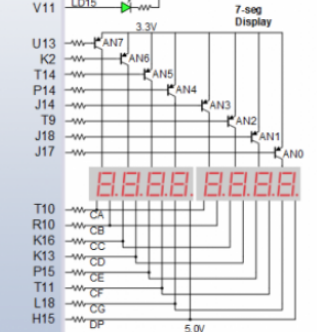 V11 LD15
7-seg
Display
3.3V
U13 AN7
K2 AN6
T14 AN5
P14 AN4
J14 AN3
T9 AN2
J18 AN1
J17 AN0
8.8.8.8. 8.8.8.8.
T10 CA
R10 CB
K16 CC
K13 CD
P15 CE
T11 CF
L18 CG
H15 DP
5.0V